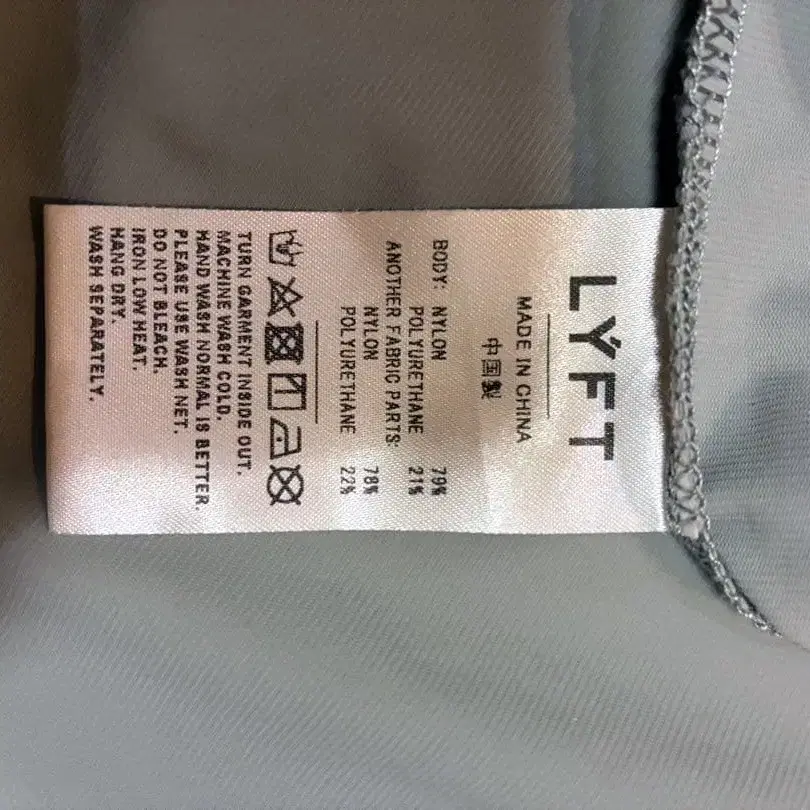 LYFT
MADE IN CHINA
中国製
BODY: NYLON 79%
POLYURETHANE 21%
ANOTHER FABRIC PARTS:
NYLON 78%
POLYURETHANE 22%
TURN GARMENT INSIDE OUT.
MACHINE WASH COLD.
HAND WASH NORMAL IS BETTER.
PLEASE USE WASH NET.
DO NOT BLEACH.
IRON LOW HEAT.
HANG DRY.
WASH SEPARATELY.